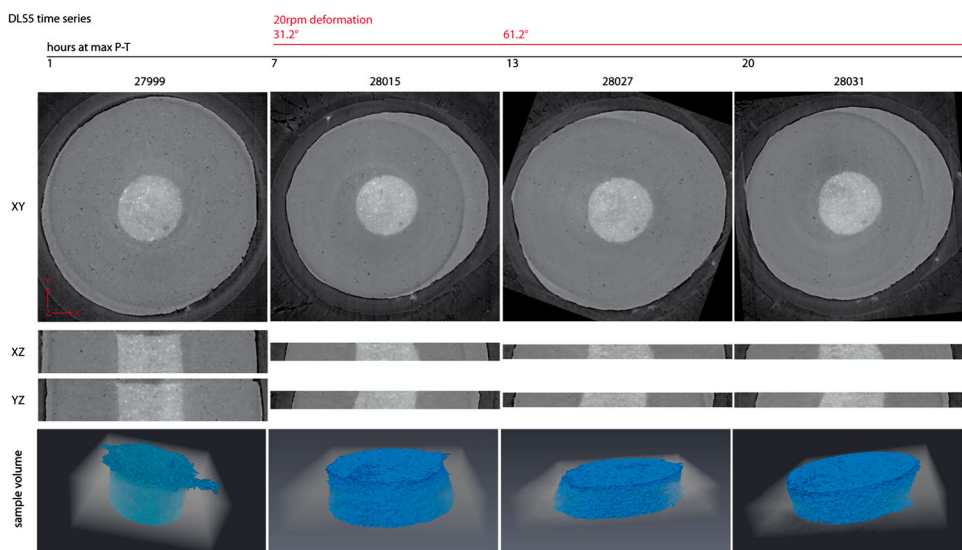 DLS5 time series
20rpm deformation
31.2° 61.2°
hours at max P-T
1 7 13 20
27999 28015 28027 28031
XY
XZ
YZ
sample volume